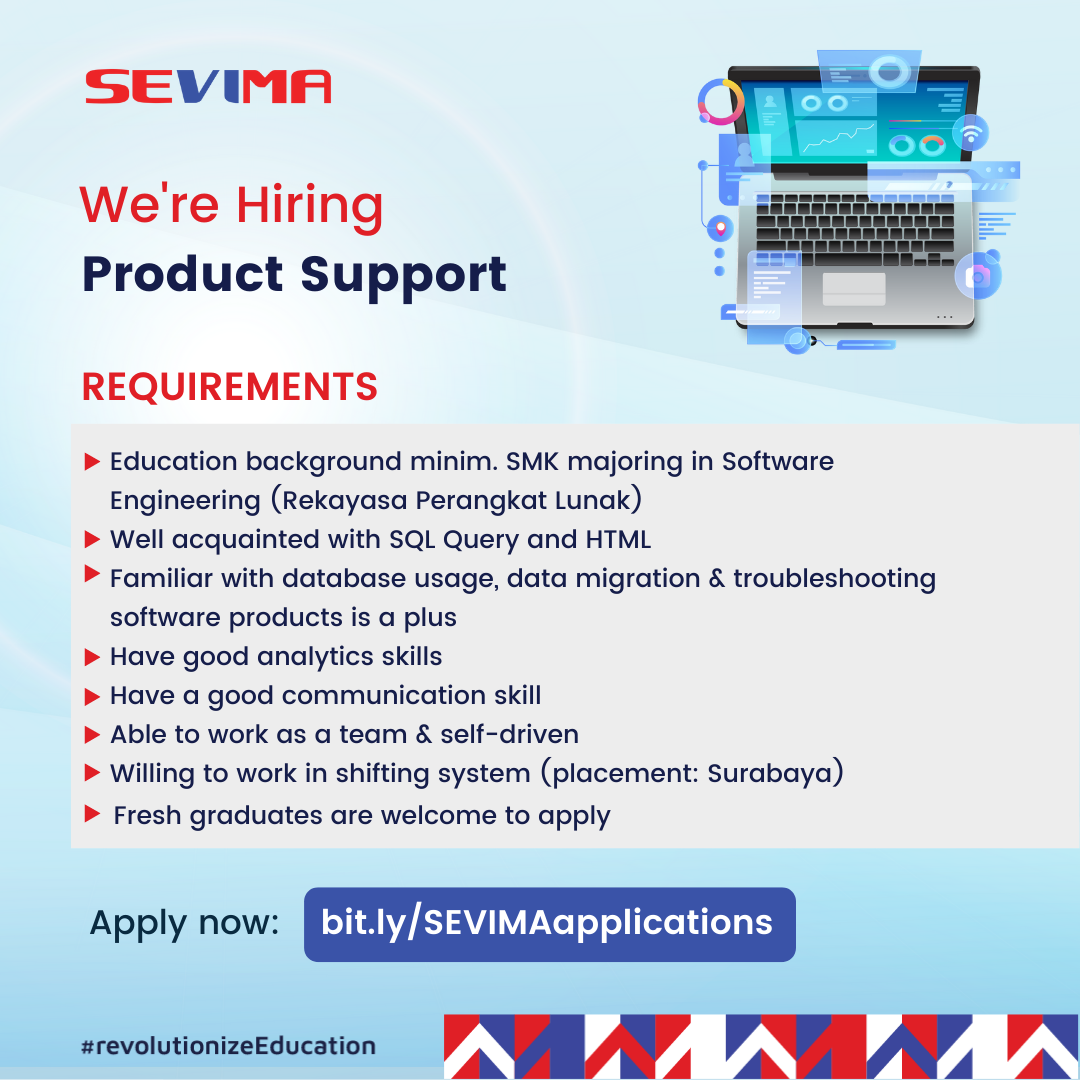 SEVIMA
We're Hiring
Product Support
REQUIREMENTS
Education background minim. SMK majoring in Software
Engineering (Rekayasa Perangkat Lunak)
Well acquainted with SQL Query and HTML
Familiar with database usage, data migration & troubleshooting
software products is a plus
Have good analytics skills
Have a good communication skill
Able to work as a team & self-driven
Willing to work in shifting system (placement: Surabaya)
Fresh graduates are welcome to apply
Apply now: bit.ly/SEVIMAapplications
#revolutionizeEducation